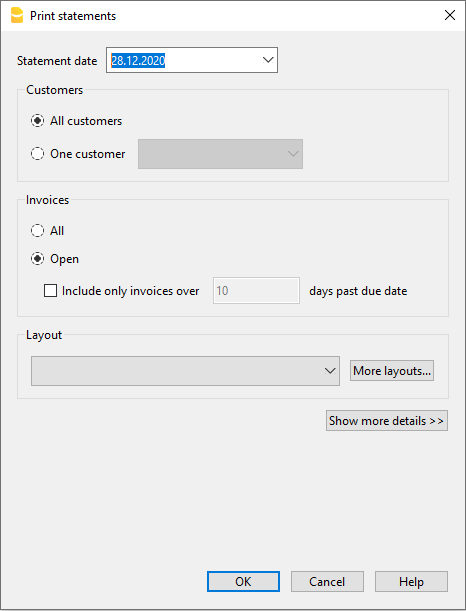 Print statements
Statement date 28.12.2020
Customers
All customers
One customer
Invoices
All
Open
Include only invoices over 10 days past due date
Layout
More layouts...
Show more details >>
OK Cancel Help